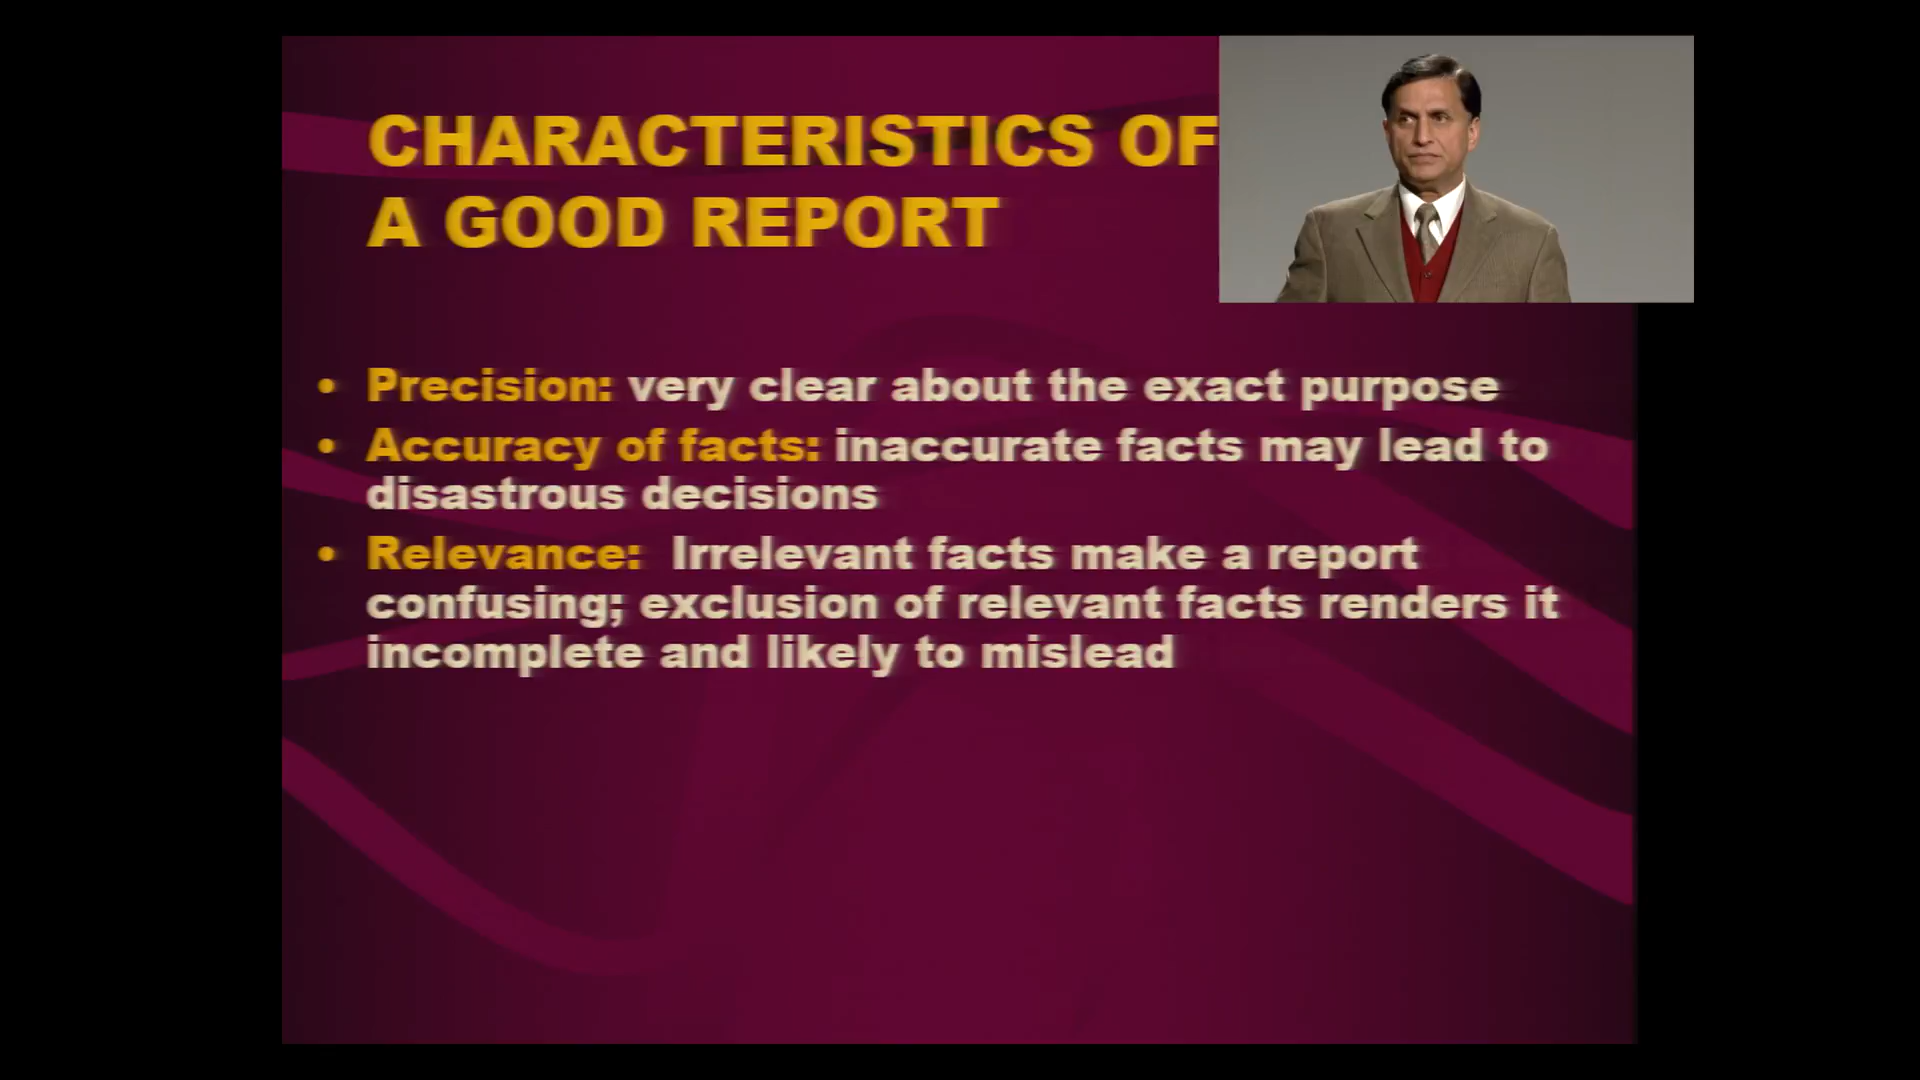 CHARACTERISTICS OF
A GOOD REPORT
• Precision: very clear about the exact purpose
• Accuracy of facts: inaccurate facts may lead to
disastrous decisions
• Relevance: Irrelevant facts make a report
confusing; exclusion of relevant facts renders it
incomplete and likely to mislead